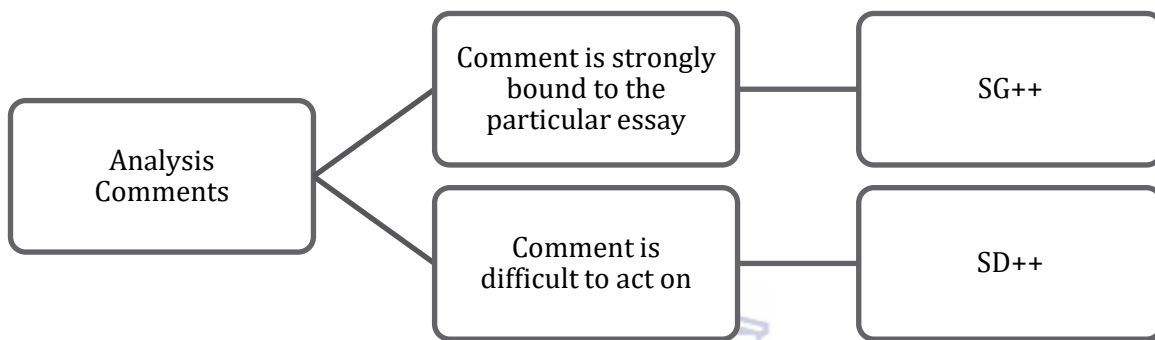 Analysis
Comments
Comment is strongly
bound to the
particular essay
SG++
Comment is
difficult to act on
SD++